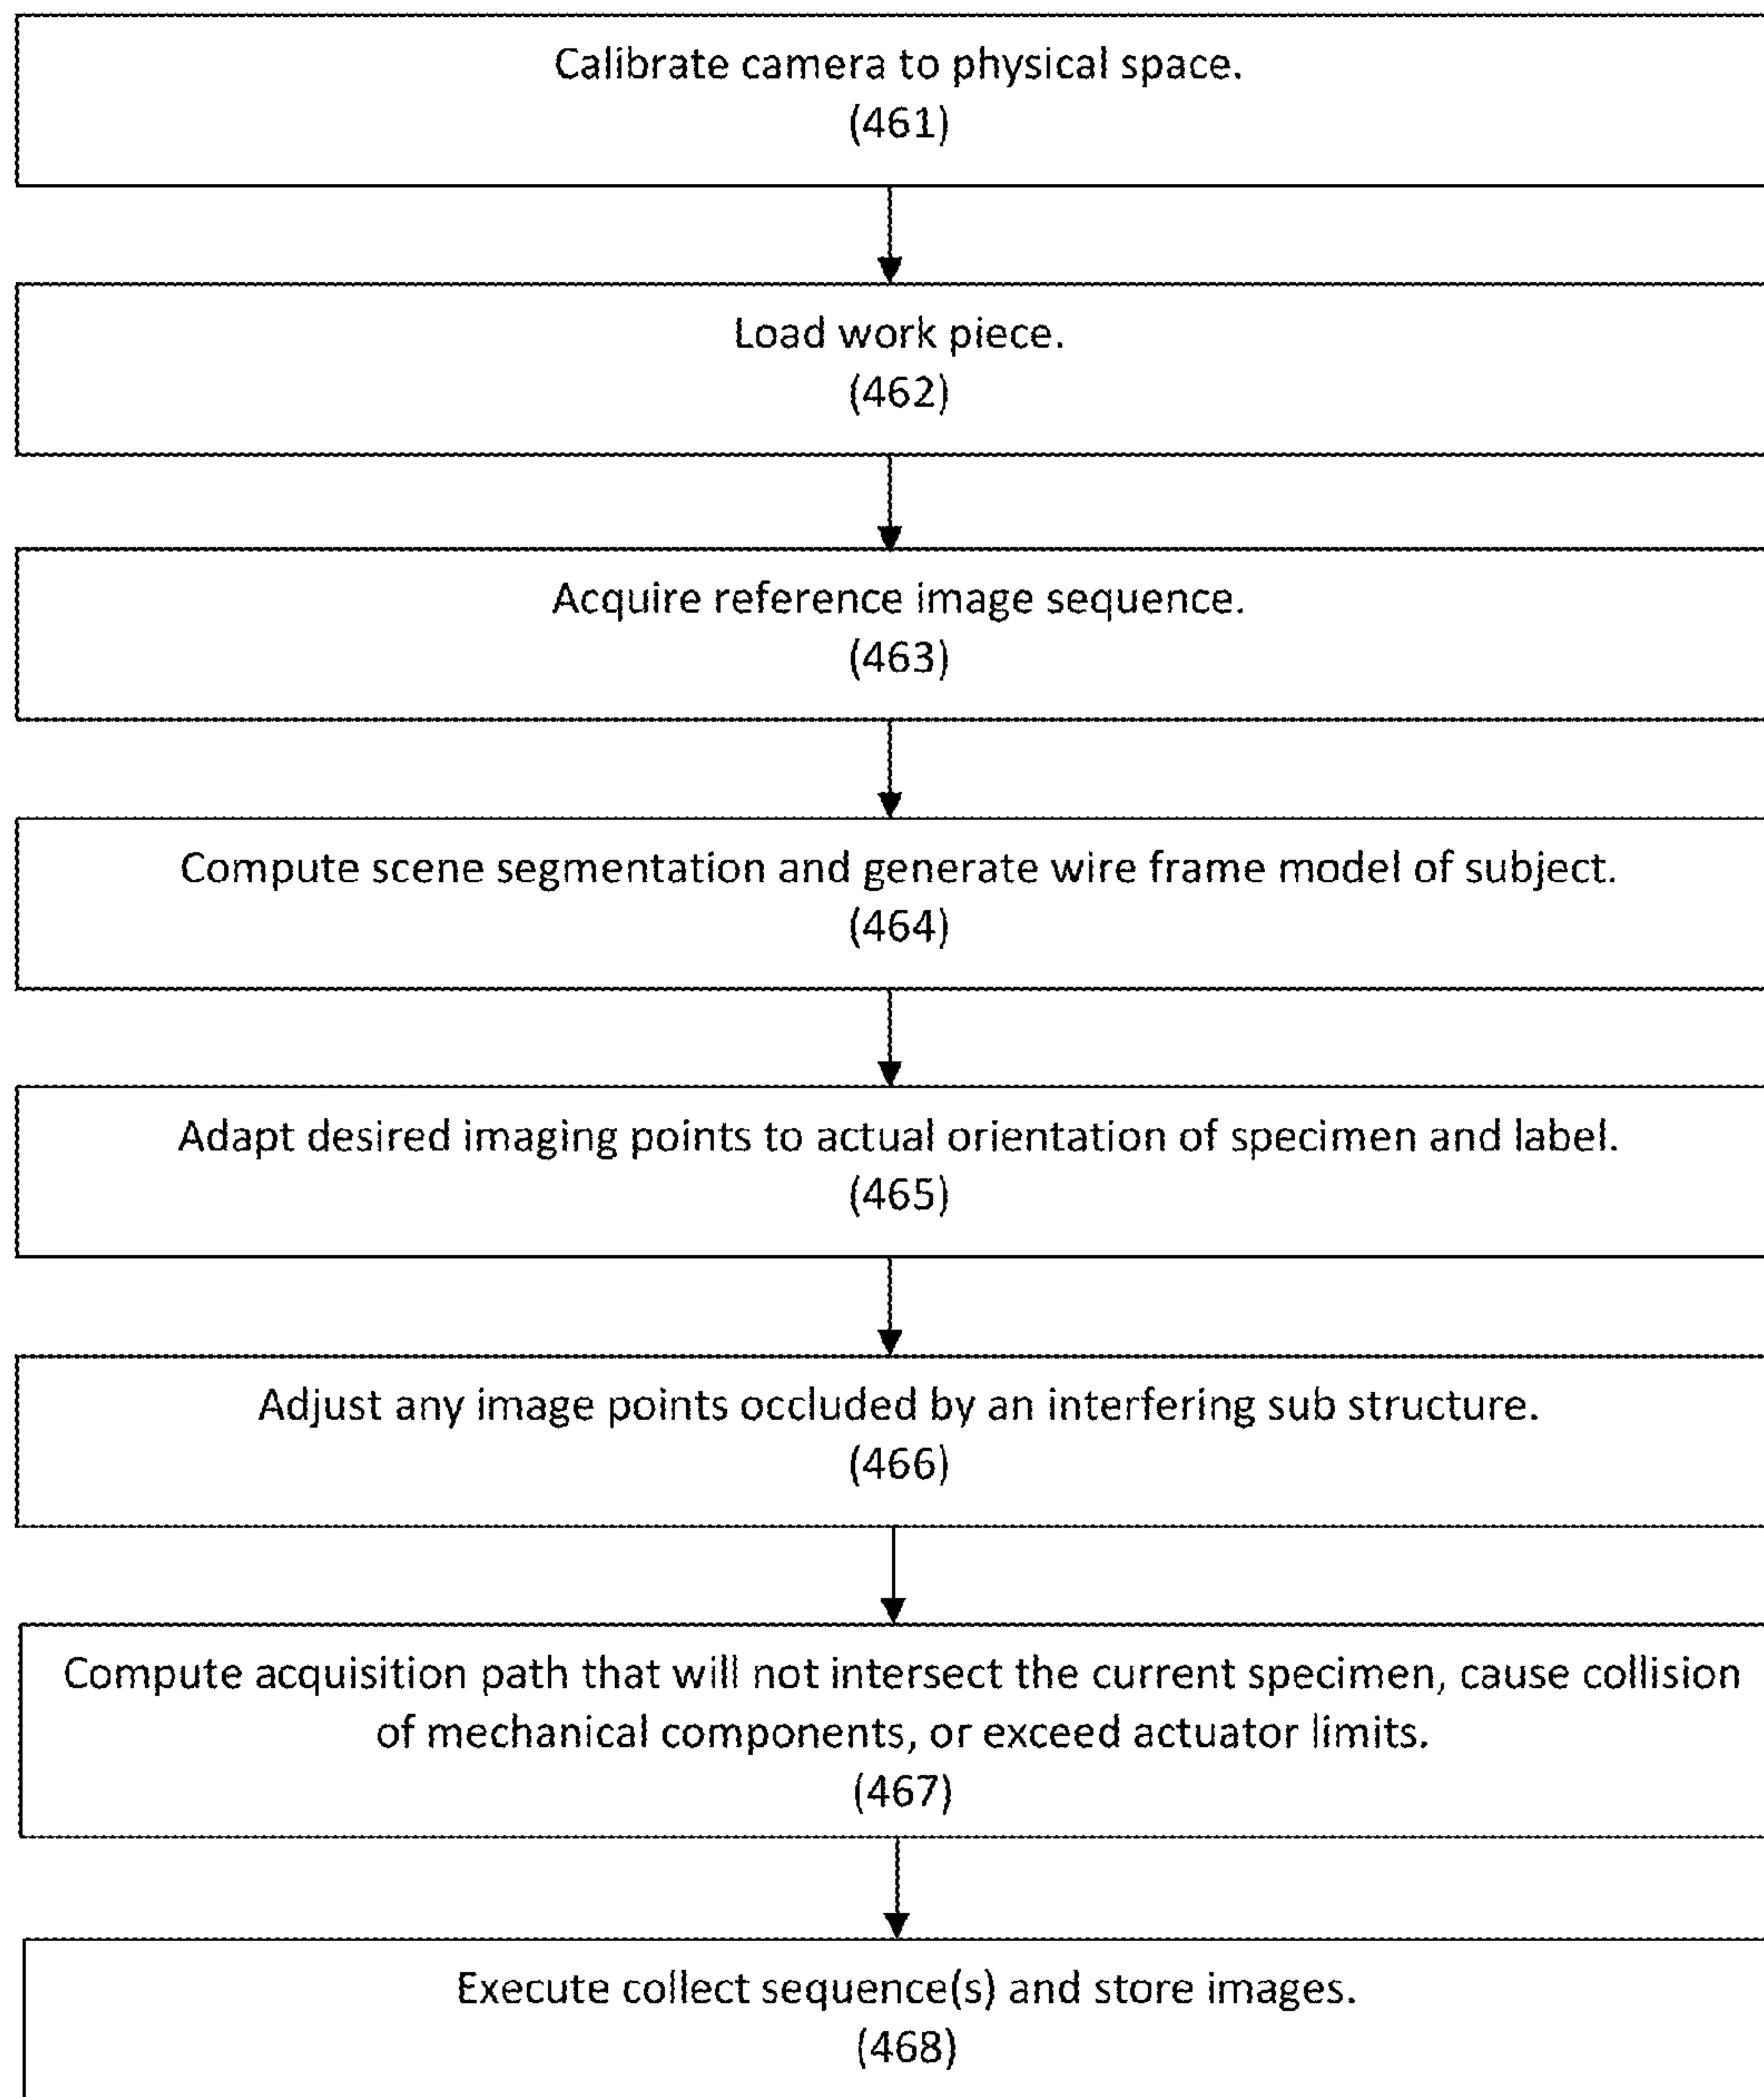 Calibrate camera to physical space.
(461)
Load work piece.
(462)
Acquire reference image sequence.
(463)
Compute scene segmentation and generate wire frame model of subject.
(464)
Adapt desired imaging points to actual orientation of specimen and label.
(465)
Adjust any image points occluded by an interfering sub structure.
(466)
Compute acquisition path that will not intersect the current specimen, cause collision
of mechanical components, or exceed actuator limits.
(467)
Execute collect sequence(s) and store images.
(468)